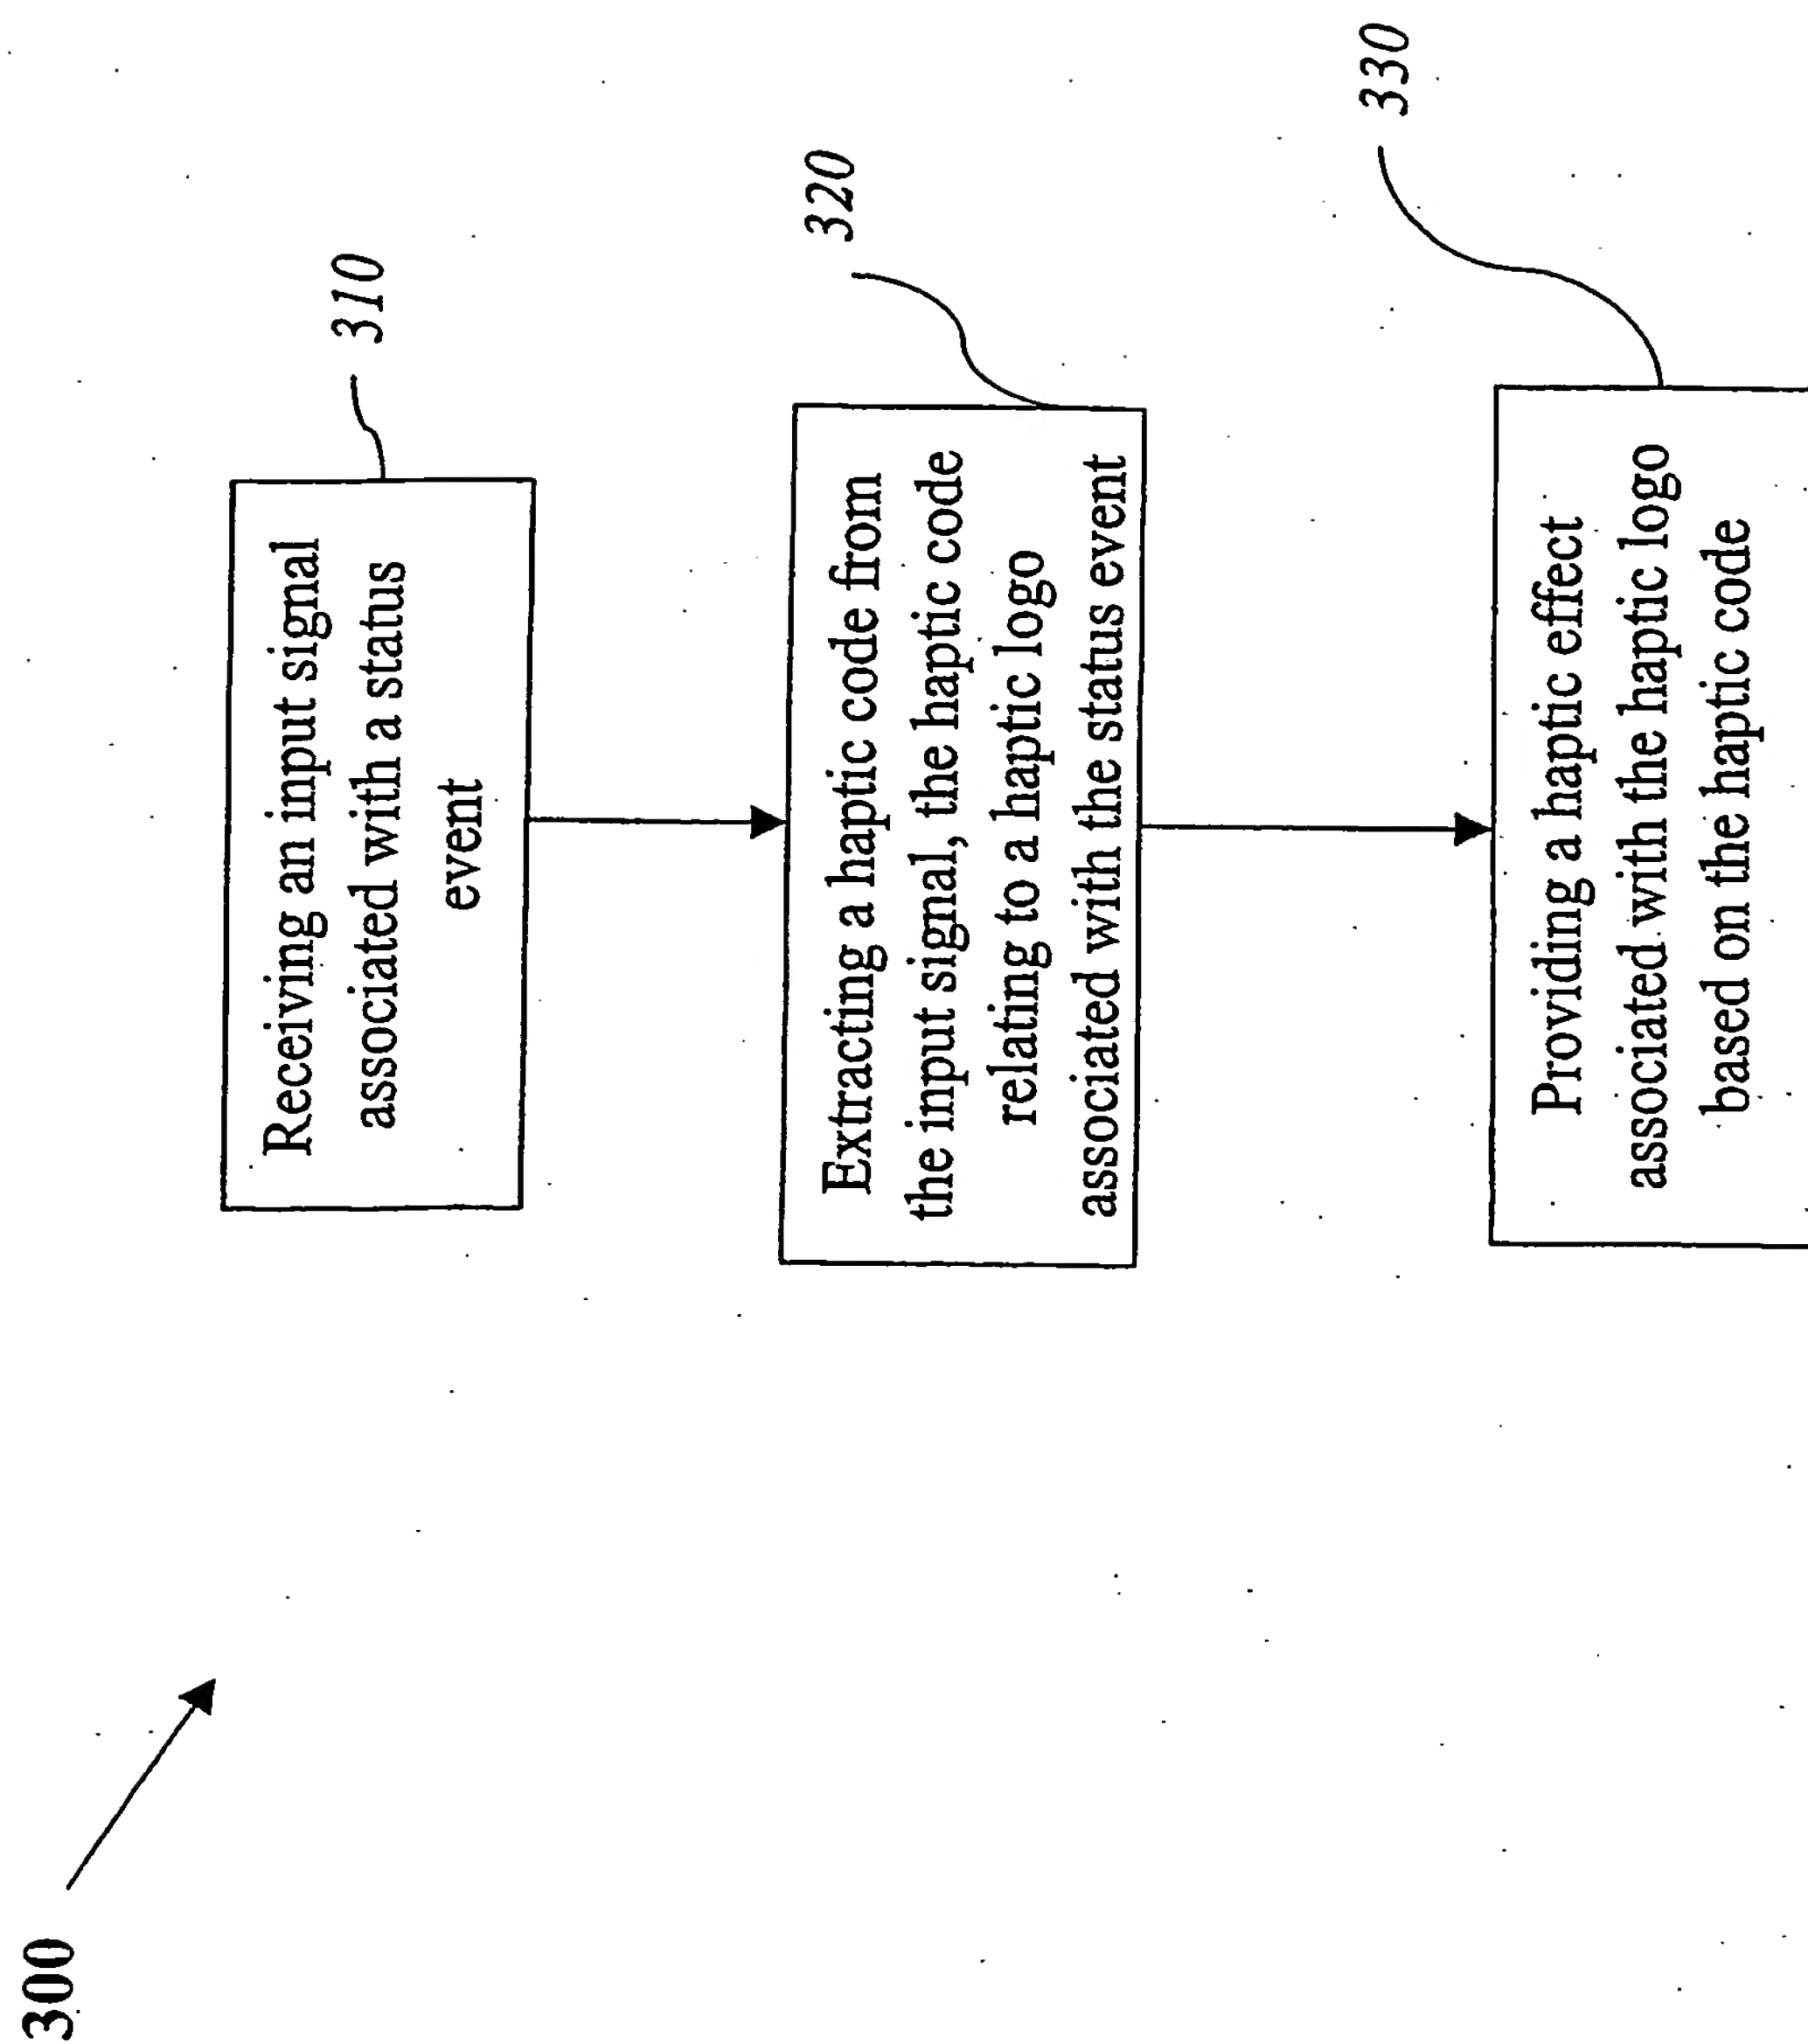 300
310
Receiving an input signal
associated with a status
event
320
Extracting a haptic code from
the input signal, the haptic code
relating to a haptic logo
associated with the status event
330
Providing a haptic effect
associated with the haptic logo
based on the haptic code